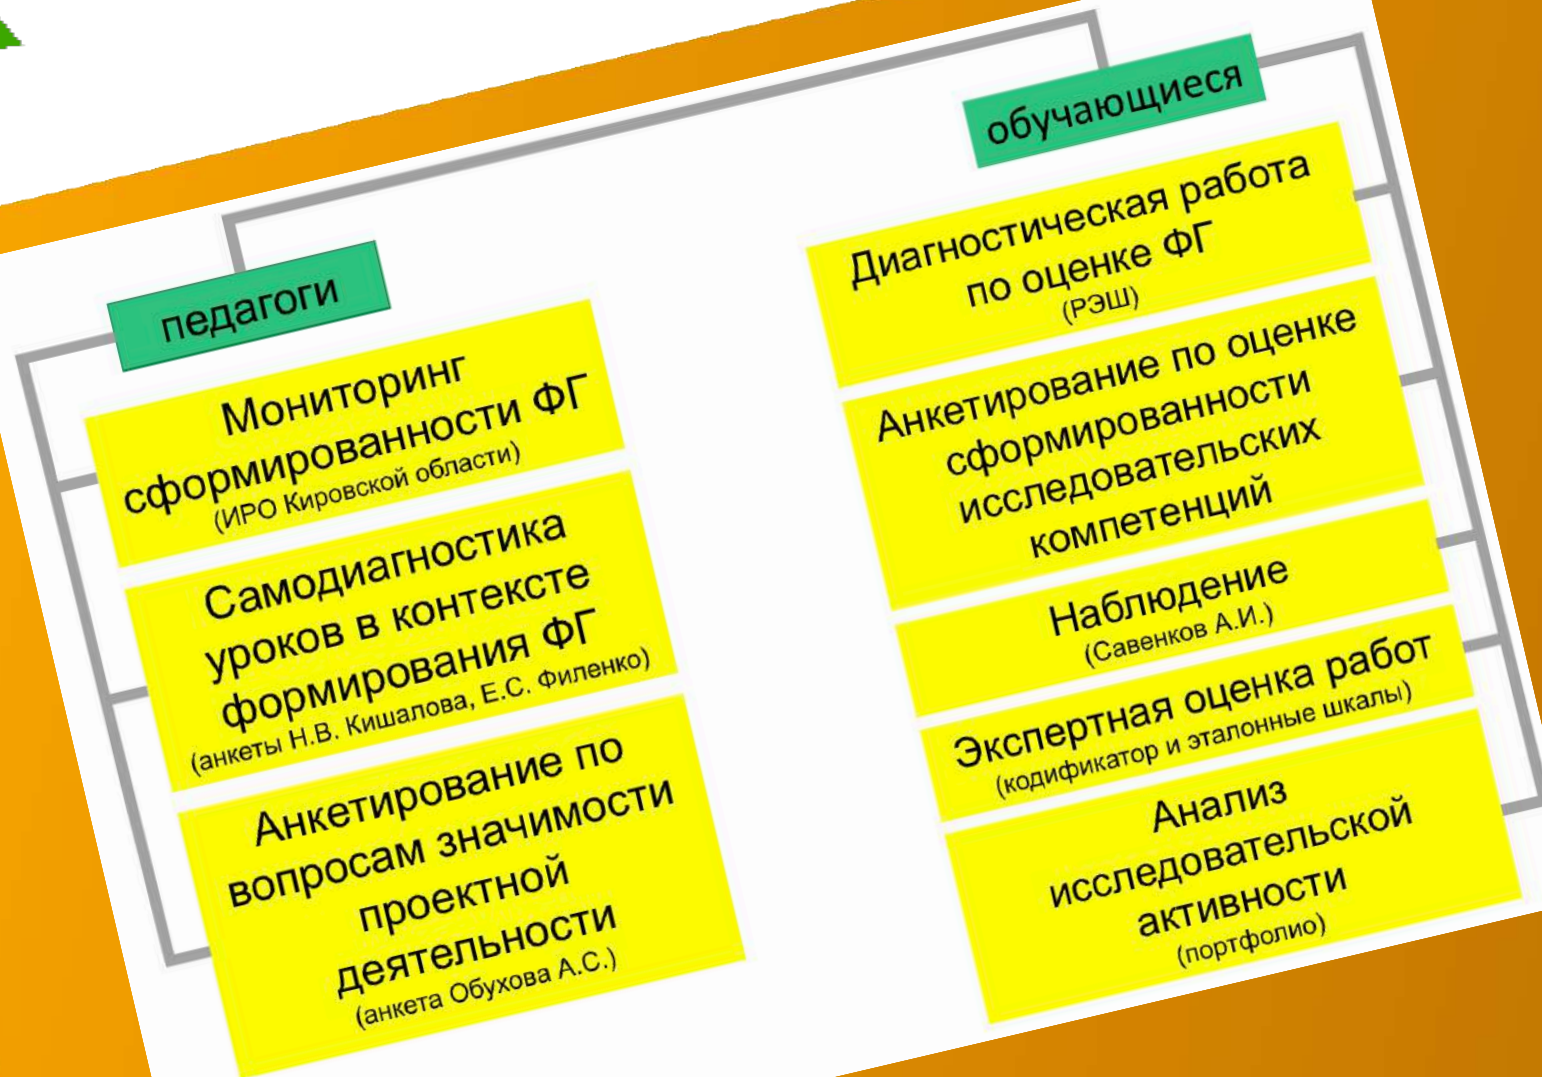 педагоги
Мониторинг
сформированности ФГ
(ИРО Кировской области)
Самодиагностика
уроков в контексте
формирования ФГ
(анкеты Н.В. Кишалова, Е.С. Филенко)
Анкетирование по
вопросам значимости
проектной
деятельности
(анкета Обухова А.С.)
обучающиеся
Диагностическая работа
по оценке ФГ
(РЭШ)
Анкетирование по оценке
сформированности
исследовательских
компетенций
Наблюдение
(Савенков А.И.)
Экспертная оценка работ
(кодификатор и эталонные шкалы)
Анализ
исследовательской
активности
(портфолио)